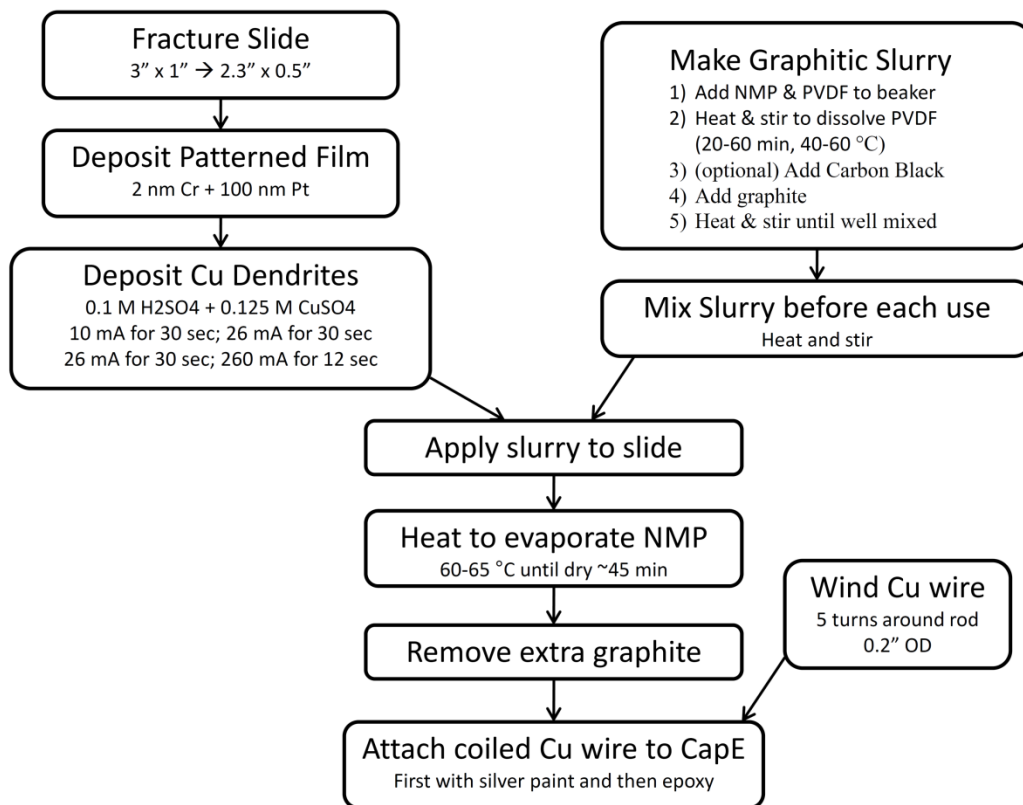 Fracture Slide
3” x 1” → 2.3” x 0.5”
Deposit Patterned Film
2 nm Cr + 100 nm Pt
Deposit Cu Dendrites
0.1 M H2SO4 + 0.125 M CuSO4
10 mA for 30 sec; 26 mA for 30 sec
26 mA for 30 sec; 260 mA for 12 sec
Make Graphitic Slurry
1) Add NMP & PVDF to beaker
2) Heat & stir to dissolve PVDF
(20-60 min, 40-60 °C)
3) (optional) Add Carbon Black
4) Add graphite
5) Heat & stir until well mixed
Mix Slurry before each use
Heat and stir
Apply slurry to slide
Heat to evaporate NMP
60-65 °C until dry ~45 min
Remove extra graphite
Wind Cu wire
5 turns around rod
0.2” OD
Attach coiled Cu wire to CapE
First with silver paint and then epoxy